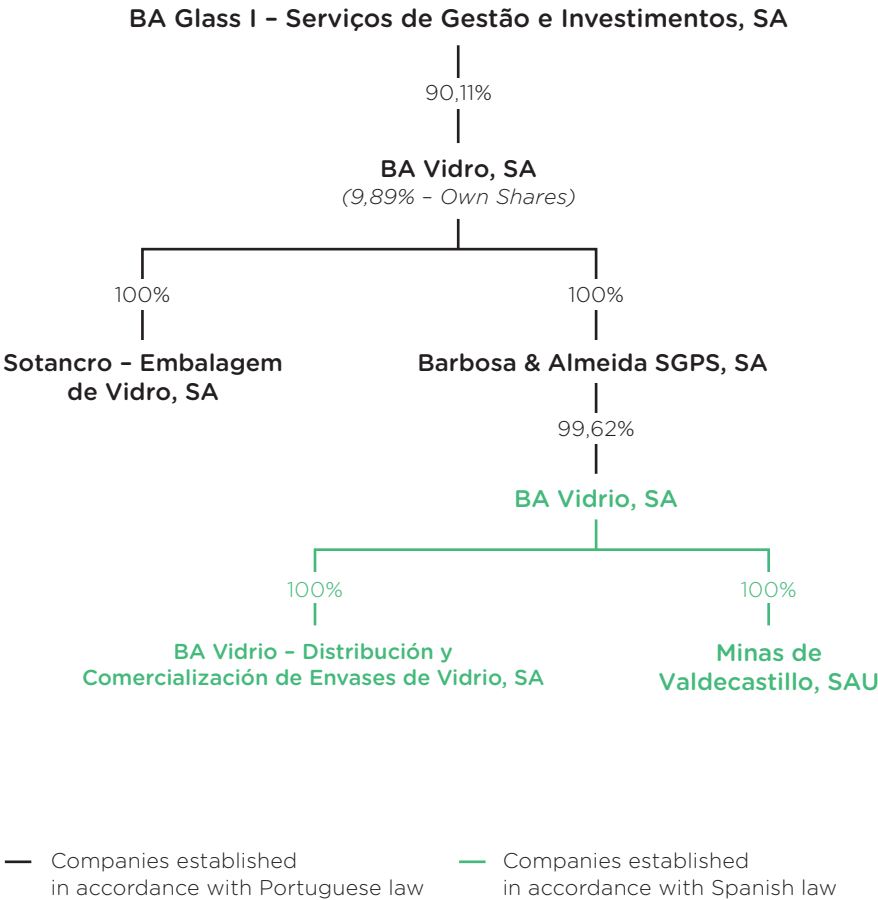 BA Glass I – Serviços de Gestão e Investimentos, SA
90,11%
BA Vidro, SA
(9,89% – Own Shares)
100%
100%
Sotancro – Embalagem
de Vidro, SA
Barbosa & Almeida SGPS, SA
99,62%
BA Vidrio, SA
100%
100%
BA Vidrio – Distribución y
Comercialización de Envases de Vidrio, SA
Minas de
Valdecastillo, SAU
Companies established
in accordance with Portuguese law
Companies established
in accordance with Spanish law